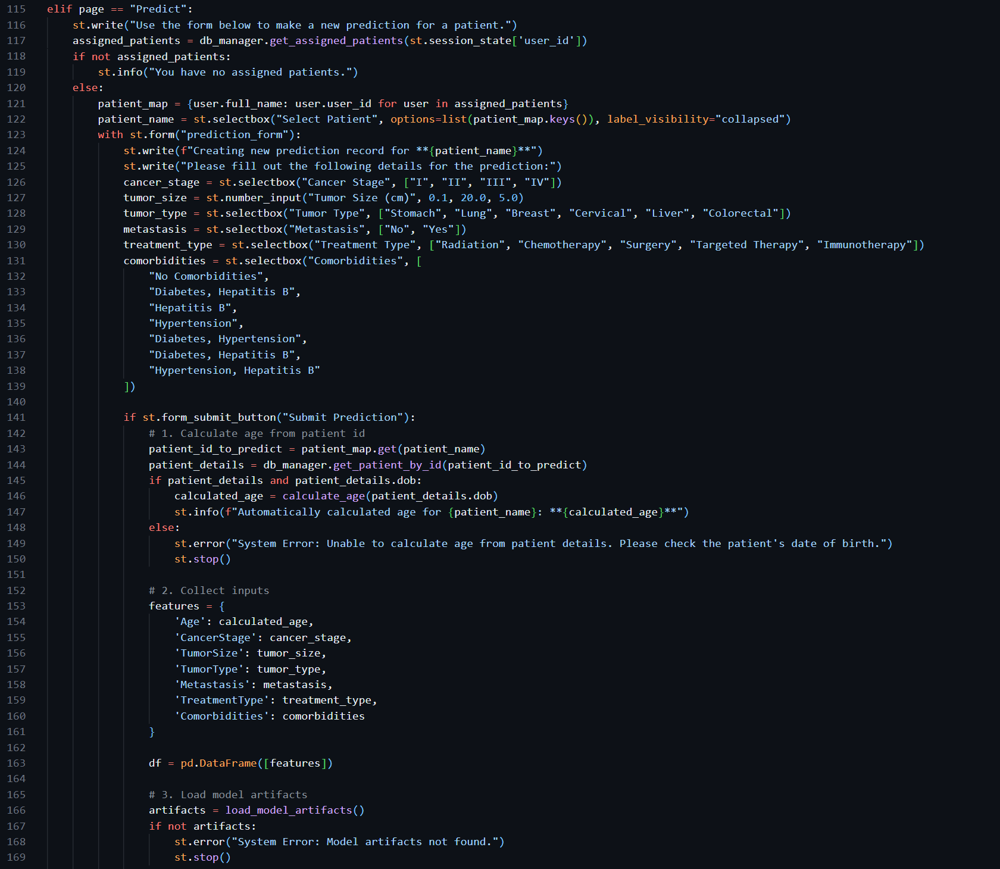 115 elif page == "Predict":
116     st.write("Use the form below to make a new prediction for a patient.")
117     assigned_patients = db_manager.get_assigned_patients(st.session_state['user_id'])
118     if not assigned_patients:
119         st.info("You have no assigned patients.")
120     else:
121         patient_map = {user.full_name: user.user_id for user in assigned_patients}
122         patient_name = st.selectbox("Select Patient", options=list(patient_map.keys()), label_visibility="collapsed")
123         with st.form("prediction_form"):
124             st.write(f"Creating new prediction record for **{patient_name}**")
125             st.write("Please fill out the following details for the prediction:")
126             cancer_stage = st.selectbox("Cancer Stage", ["I", "II", "III", "IV"])
127             tumor_size = st.number_input("Tumor Size (cm)", 0.1, 20.0, 5.0)
128             tumor_type = st.selectbox("Tumor Type", ["Stomach", "Lung", "Breast", "Cervical", "Liver", "Colorectal"])
129             metastasis = st.selectbox("Metastasis", ["No", "Yes"])
130             treatment_type = st.selectbox("Treatment Type", ["Radiation", "Chemotherapy", "Surgery", "Targeted Therapy", "Immunotherapy"])
131             comorbidities = st.selectbox("Comorbidities", [
132                 "No Comorbidities",
133                 "Diabetes, Hepatitis B",
134                 "Hepatitis B",
135                 "Hypertension",
136                 "Diabetes, Hypertension",
137                 "Diabetes, Hepatitis B",
138                 "Hypertension, Hepatitis B"
139             ])
140
141             if st.form_submit_button("Submit Prediction"):
142                 # 1. Calculate age from patient id
143                 patient_id_to_predict = patient_map.get(patient_name)
144                 patient_details = db_manager.get_patient_by_id(patient_id_to_predict)
145                 if patient_details and patient_details.dob:
146                     calculated_age = calculate_age(patient_details.dob)
147                     st.info(f"Automatically calculated age for {patient_name}: **{calculated_age}**")
148                 else:
149                     st.error("System Error: Unable to calculate age from patient details. Please check the patient's date of birth.")
150                     st.stop()
151
152                 # 2. Collect inputs
153                 features = {
154                     'Age': calculated_age,
155                     'CancerStage': cancer_stage,
156                     'TumorSize': tumor_size,
157                     'TumorType': tumor_type,
158                     'Metastasis': metastasis,
159                     'TreatmentType': treatment_type,
160                     'Comorbidities': comorbidities
161                 }
162
163                 df = pd.DataFrame([features])
164
165                 # 3. Load model artifacts
166                 artifacts = load_model_artifacts()
167                 if not artifacts:
168                     st.error("System Error: Model artifacts not found.")
169                     st.stop()